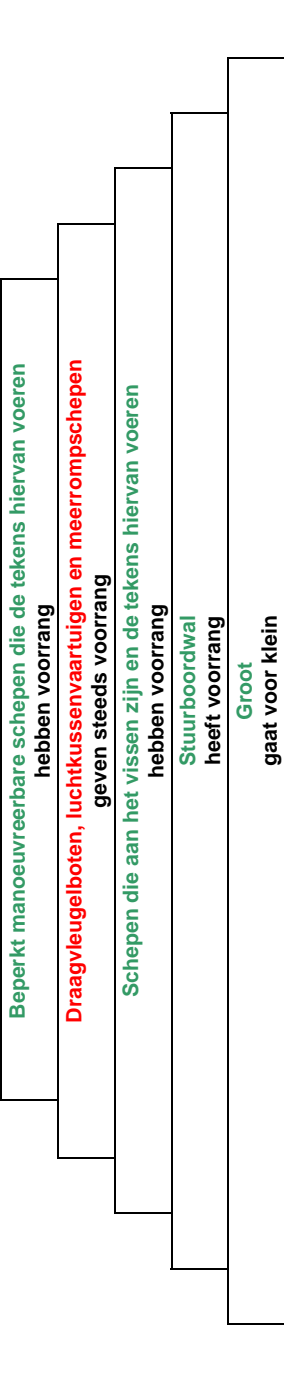 Beperkt manoeuvreerbare schepen die de tekens hiervan voeren
hebben voorrang
Draagvleugelboten, luchtkussenvaartuigen en meerrompschepen
geven steeds voorrang
Schepen die aan het vissen zijn en de tekens hiervan voeren
hebben voorrang
Stuurboordwal
heeft voorrang
Groot
gaat voor klein